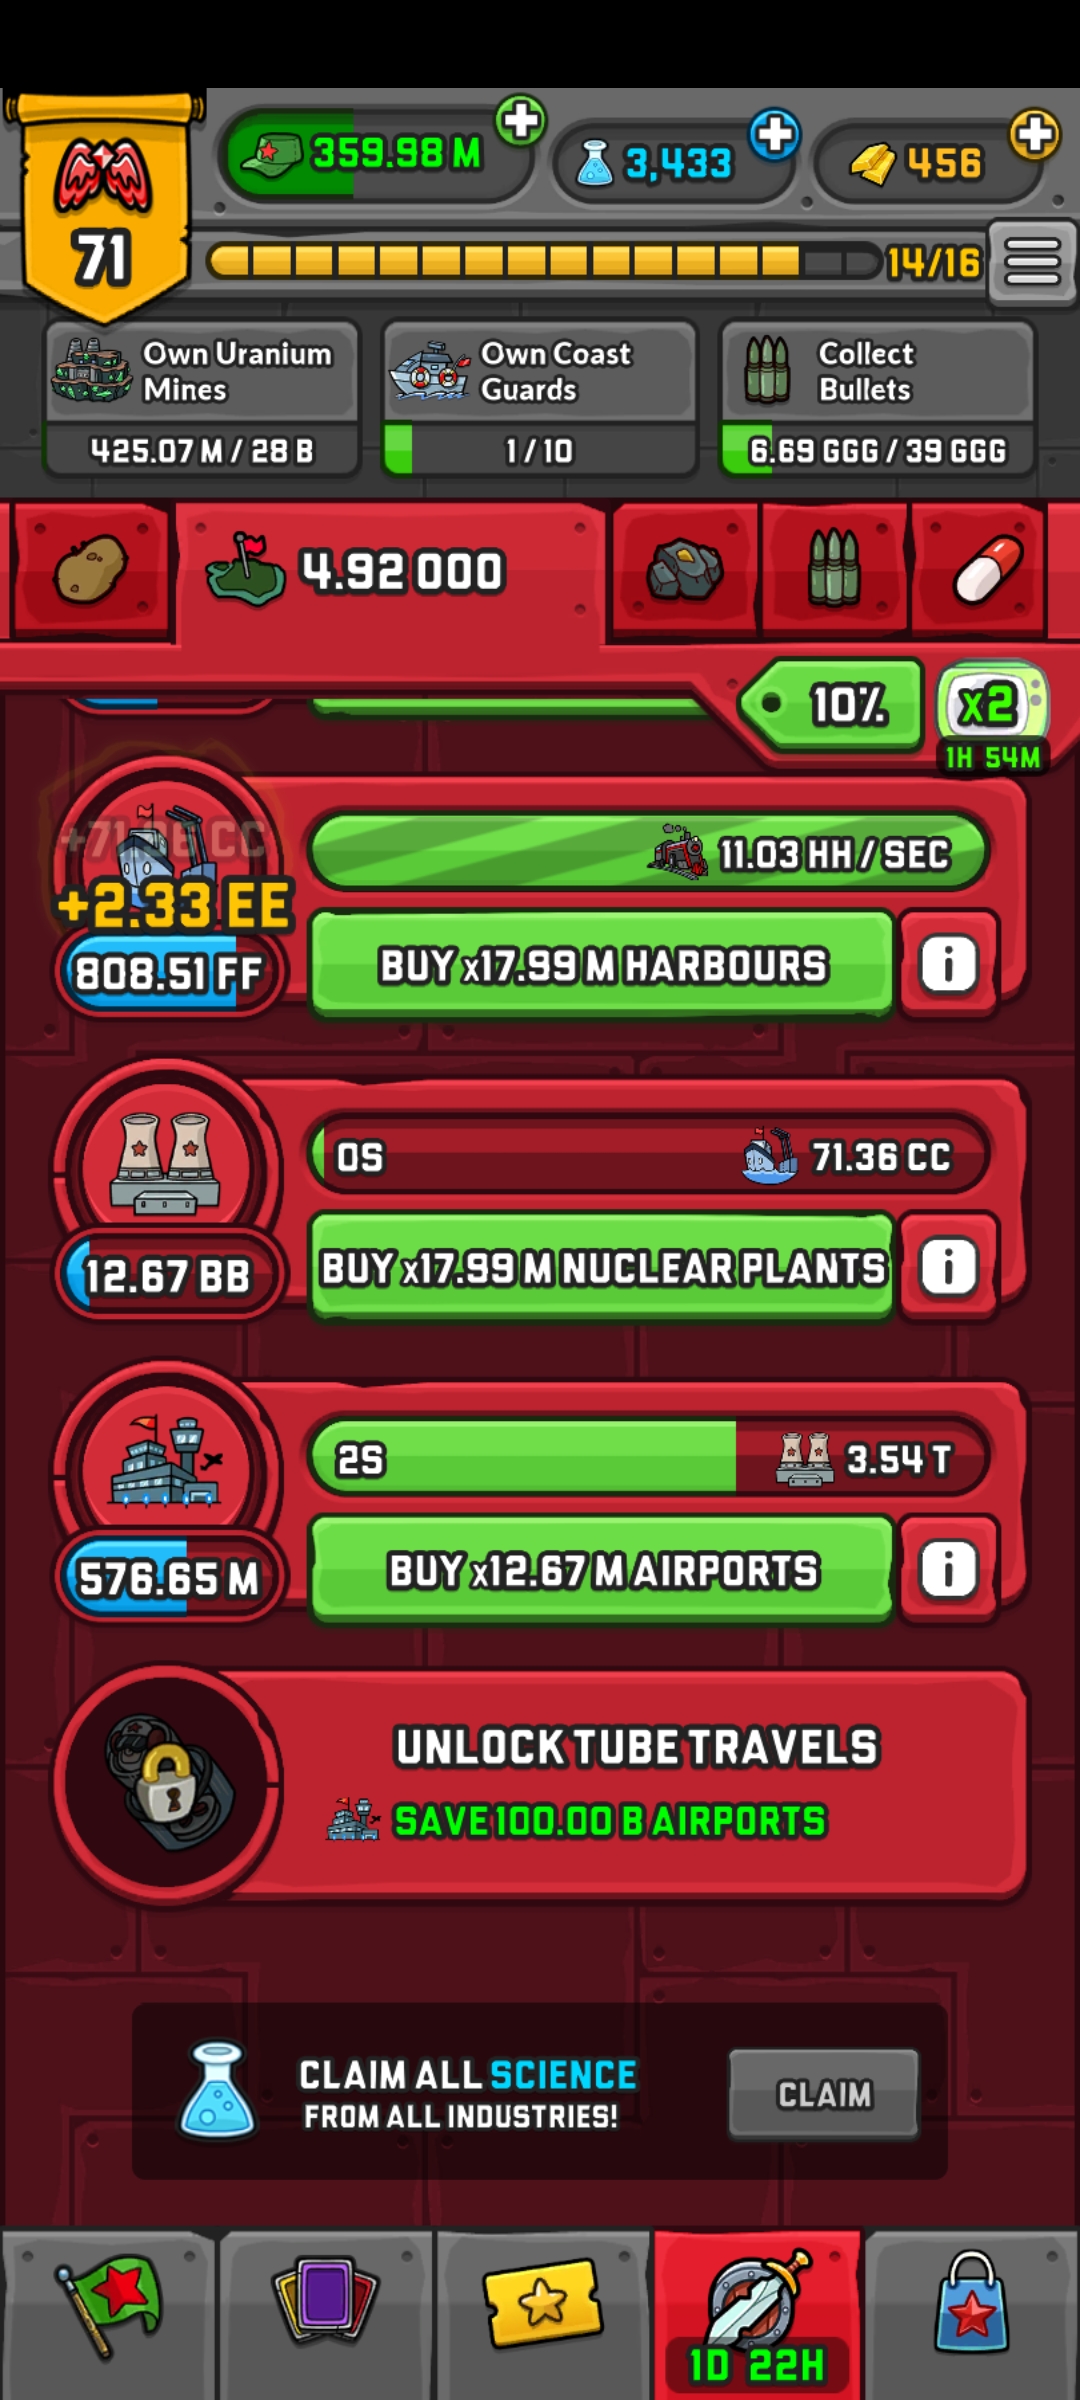 359.98 M
3,433
456
71
14/16
Own Uranium
Mines
Own Coast
Guards
Collect
Bullets
425.07 M / 28 B
1 / 10
6.69 GGG / 39 GGG
4.92 OOO
10%
x2
1H 54M
+71.36 CC
+2.33 EE
11.03 HH / SEC
808.51 FF
BUY x17.99 M HARBOURS
i
0S
71.36 CC
12.67 BB
BUY x17.99 M NUCLEAR PLANTS
i
2S
3.54 T
576.65 M
BUY x12.67 M AIRPORTS
i
UNLOCK TUBE TRAVELS
SAVE 100.00 B AIRPORTS
CLAIM ALL SCIENCE
FROM ALL INDUSTRIES!
CLAIM
1D 22H